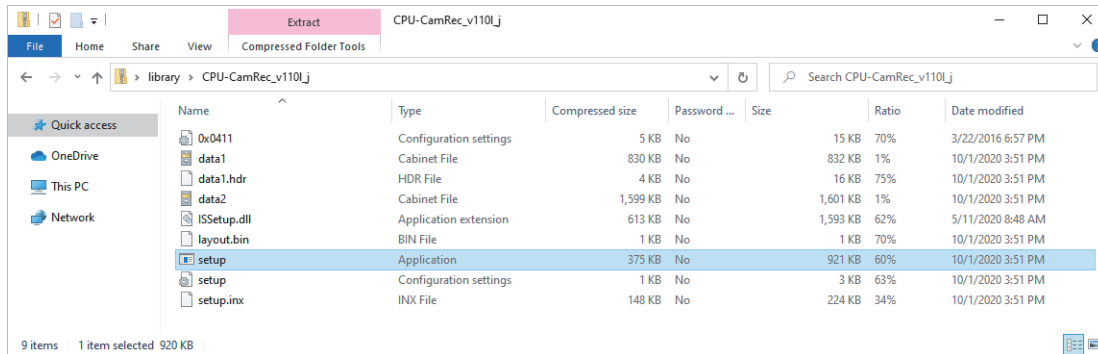 Extract CPU-CamRec_v110I_j
File Home Share View Compressed Folder Tools
library CPU-CamRec_v110I_j Search CPU-CamRec_v110I_j
Name Type Compressed size Password ... Size Ratio Date modified
Quick access
OneDrive
This PC
Network
0x0411 Configuration settings 5 KB No 15 KB 70% 3/22/2016 6:57 PM
data1 Cabinet File 830 KB No 832 KB 1% 10/1/2020 3:51 PM
data1.hdr HDR File 4 KB No 16 KB 75% 10/1/2020 3:51 PM
data2 Cabinet File 1,599 KB No 1,601 KB 1% 10/1/2020 3:51 PM
ISSetup.dll Application extension 613 KB No 1,593 KB 62% 5/11/2020 8:48 AM
layout.bin BIN File 1 KB No 1 KB 70% 10/1/2020 3:51 PM
setup Application 375 KB No 921 KB 60% 10/1/2020 3:51 PM
setup Configuration settings 1 KB No 3 KB 63% 10/1/2020 3:51 PM
setup.inx INX File 148 KB No 224 KB 34% 10/1/2020 3:51 PM
9 items 1 item selected 920 KB